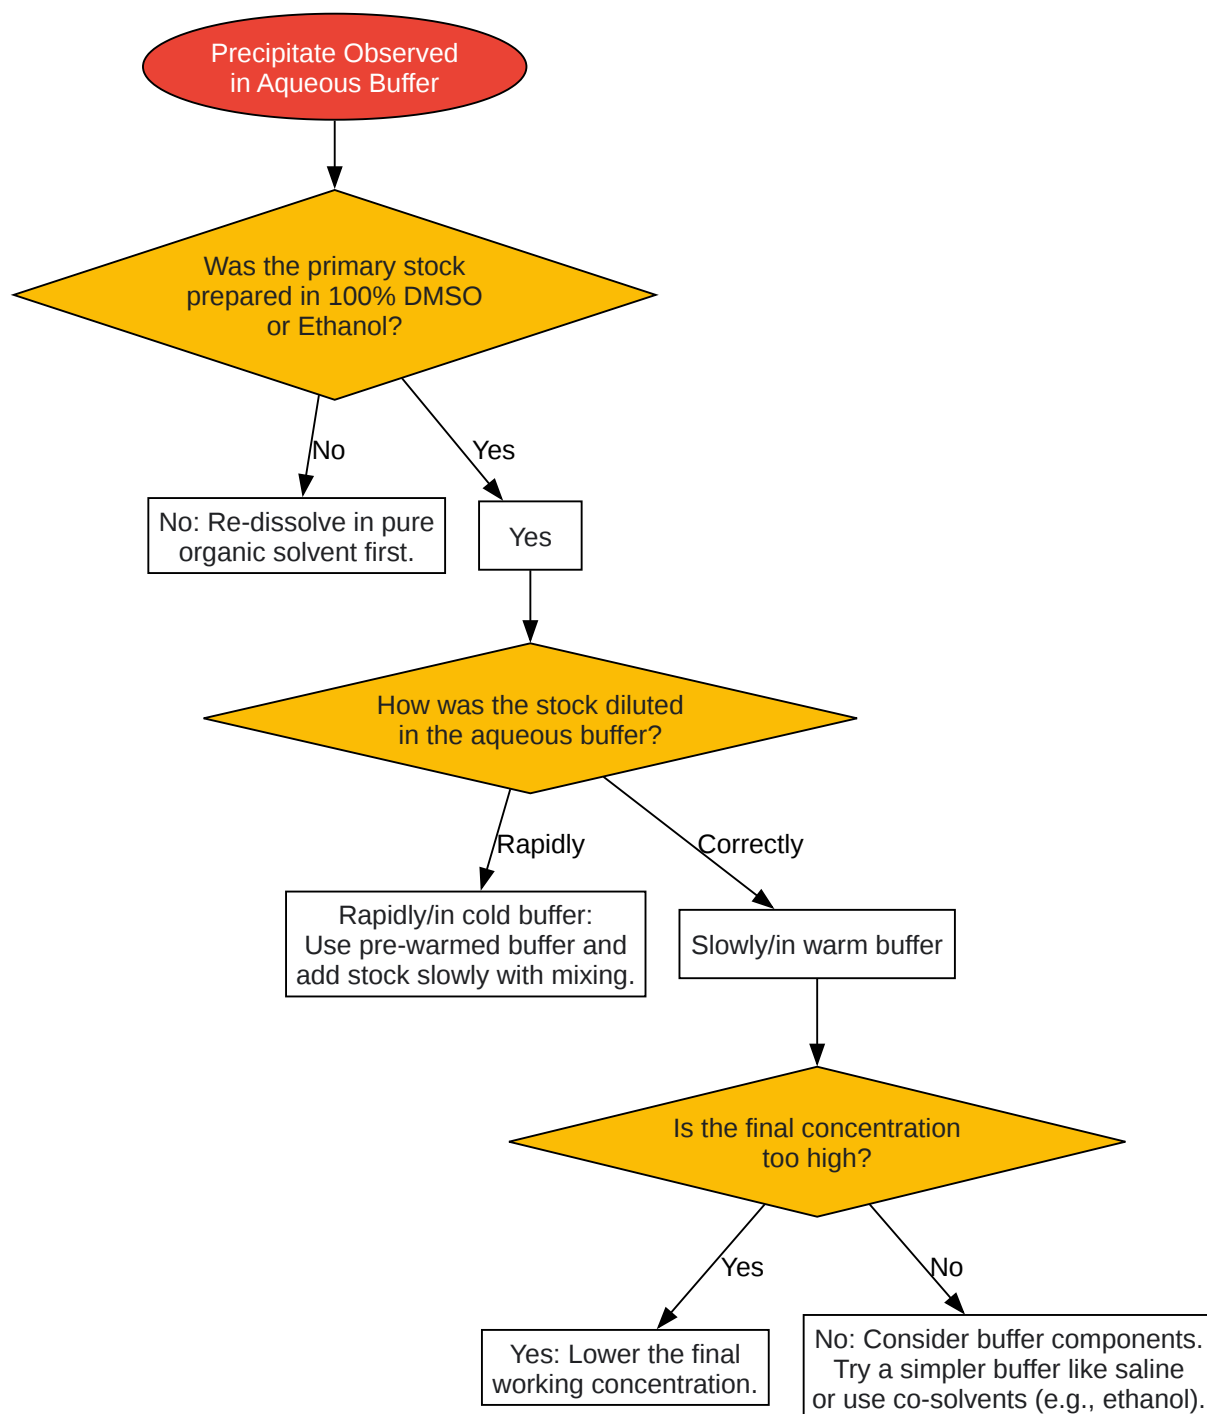 Precipitate Observed
in Aqueous Buffer
Was the primary stock
prepared in 100% DMSO
or Ethanol?
No
Yes
No: Re-dissolve in pure
organic solvent first.
Yes
How was the stock diluted
in the aqueous buffer?
Rapidly
Correctly
Rapidly/in cold buffer:
Use pre-warmed buffer and
add stock slowly with mixing.
Slowly/in warm buffer
Is the final concentration
too high?
Yes
No
Yes: Lower the final
working concentration.
No: Consider buffer components.
Try a simpler buffer like saline
or use co-solvents (e.g., ethanol).